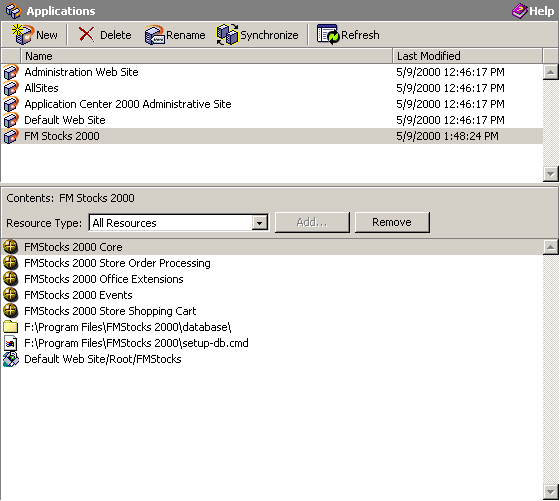 Applications Help
New Delete Rename Synchronize Refresh
Name Last Modified
Administration Web Site 5/9/2000 12:46:17 PM
AllSites 5/9/2000 12:46:17 PM
Application Center 2000 Administrative Site 5/9/2000 12:46:17 PM
Default Web Site 5/9/2000 12:46:17 PM
FM Stocks 2000 5/9/2000 1:48:24 PM
Contents: FM Stocks 2000
Resource Type: All Resources Add... Remove
FMStocks 2000 Core
FMStocks 2000 Store Order Processing
FMStocks 2000 Office Extensions
FMStocks 2000 Events
FMStocks 2000 Store Shopping Cart
F:\Program Files\FMStocks 2000\database\
F:\Program Files\FMStocks 2000\setup-db.cmd
Default Web Site/Root/FMStocks